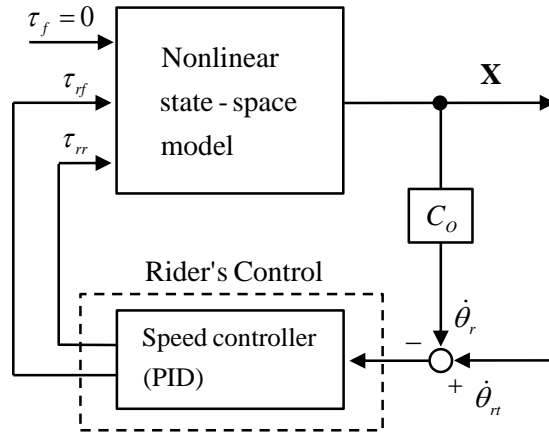 τ_f = 0
τ_rf
τ_rr
Nonlinear
state - space
model
X
C_O
Rider's Control
Speed controller
(PID)
θ̇_r
−
+
θ̇_rt